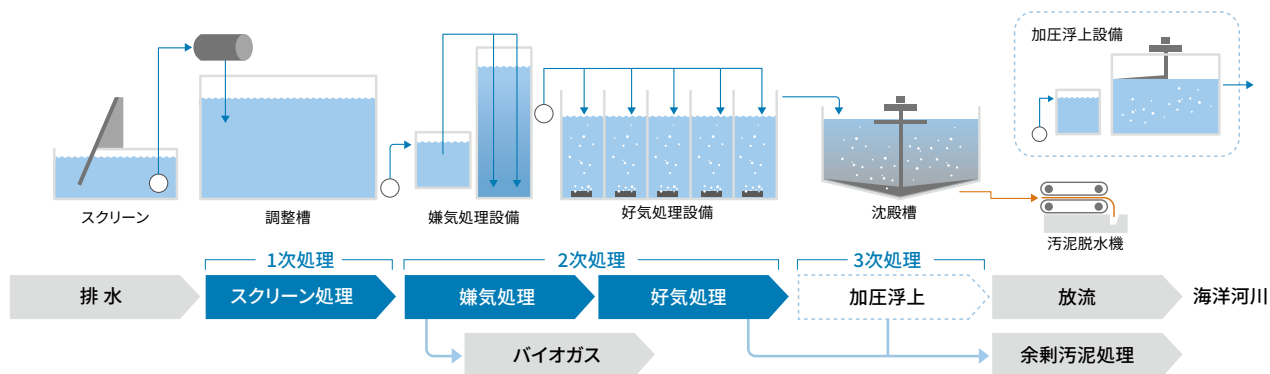 加圧浮上設備
スクリーン
調整槽
嫌気処理設備
好気処理設備
沈殿槽
汚泥脱水機
1次処理
2次処理
3次処理
排水
スクリーン処理
嫌気処理
好気処理
加圧浮上
放流
海洋河川
バイオガス
余剰汚泥処理